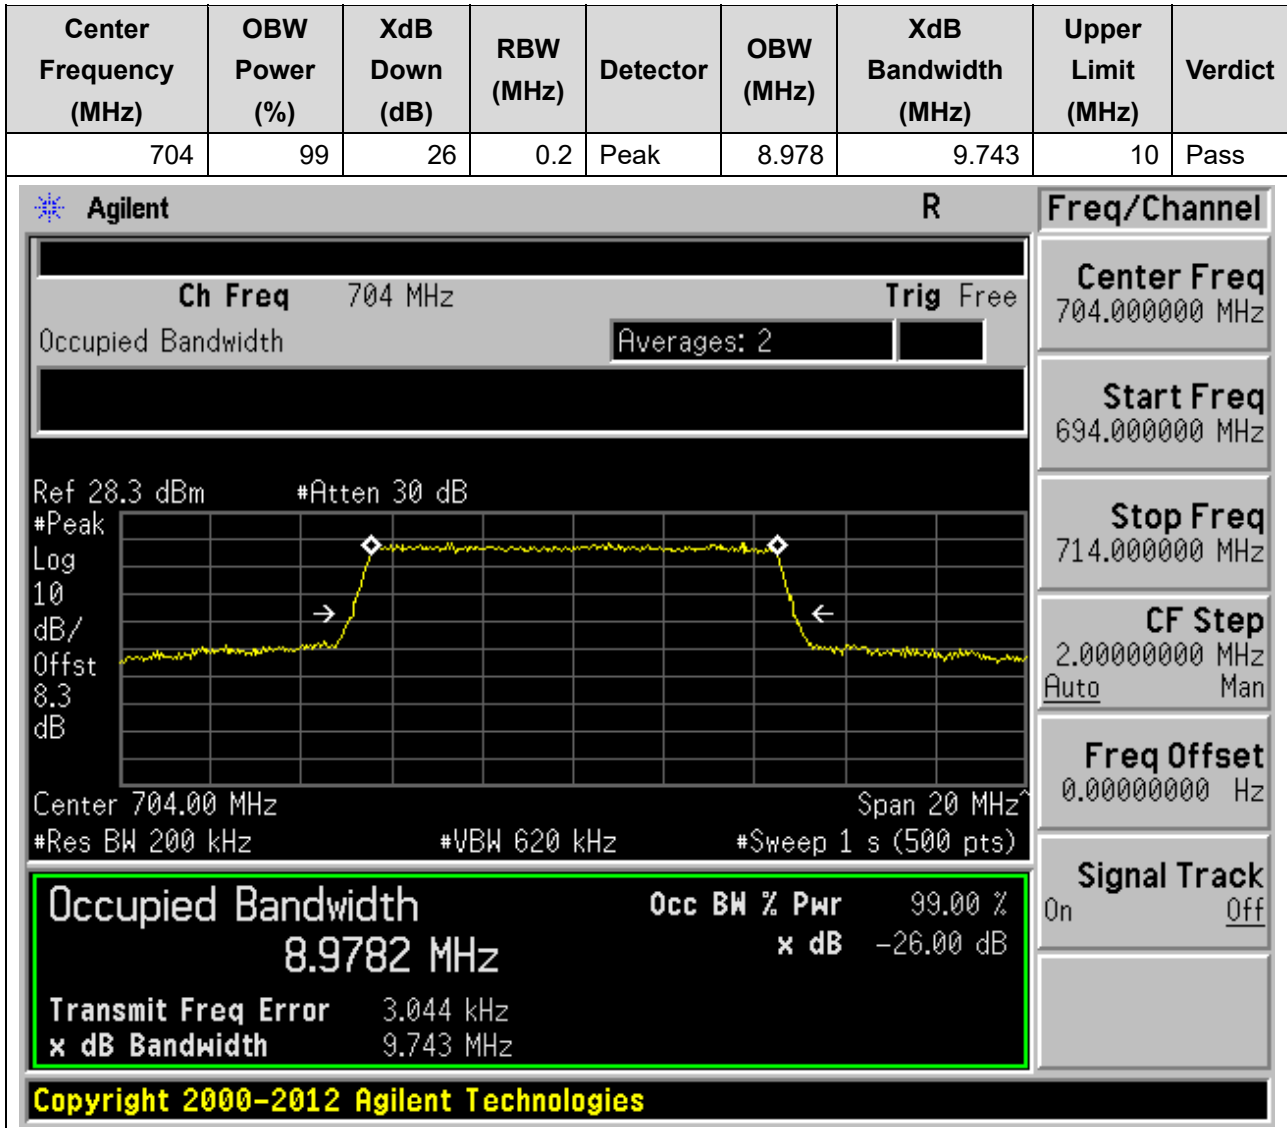 Center Frequency (MHz) OBW Power (%) XdB Down (dB) RBW (MHz) Detector OBW (MHz) XdB Bandwidth (MHz) Upper Limit (MHz) Verdict
704 99 26 0.2 Peak 8.978 9.743 10 Pass
Agilent R Freq/Channel
Ch Freq 704 MHz Trig Free
Occupied Bandwidth Averages: 2
Center Freq
704.000000 MHz
Start Freq
694.000000 MHz
Stop Freq
714.000000 MHz
CF Step
2.00000000 MHz
Auto Man
Freq Offset
0.00000000 Hz
Signal Track
On Off
Ref 28.3 dBm #Atten 30 dB
#Peak
Log
10
dB/
Offst
8.3
dB
Center 704.00 MHz Span 20 MHz^
#Res BW 200 kHz #VBW 620 kHz #Sweep 1 s (500 pts)
Occupied Bandwidth Occ BW % Pwr 99.00 %
8.9782 MHz x dB -26.00 dB
Transmit Freq Error 3.044 kHz
x dB Bandwidth 9.743 MHz
Copyright 2000-2012 Agilent Technologies